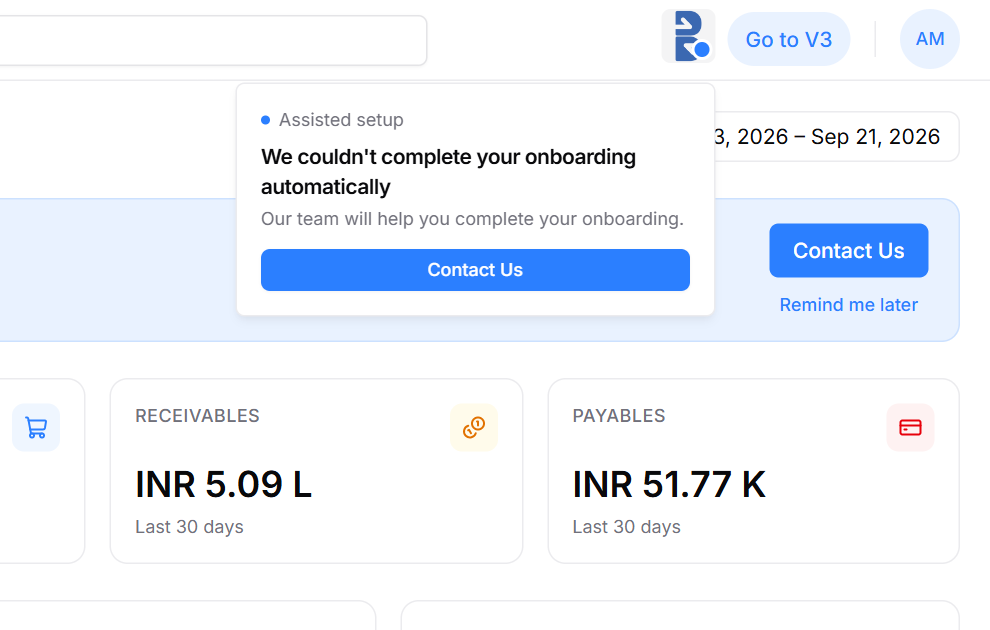 Go to V3
AM
Assisted setup
We couldn't complete your onboarding
automatically
Our team will help you complete your onboarding.
Contact Us
3, 2026 – Sep 21, 2026
Contact Us
Remind me later
RECEIVABLES
INR 5.09 L
Last 30 days
PAYABLES
INR 51.77 K
Last 30 days